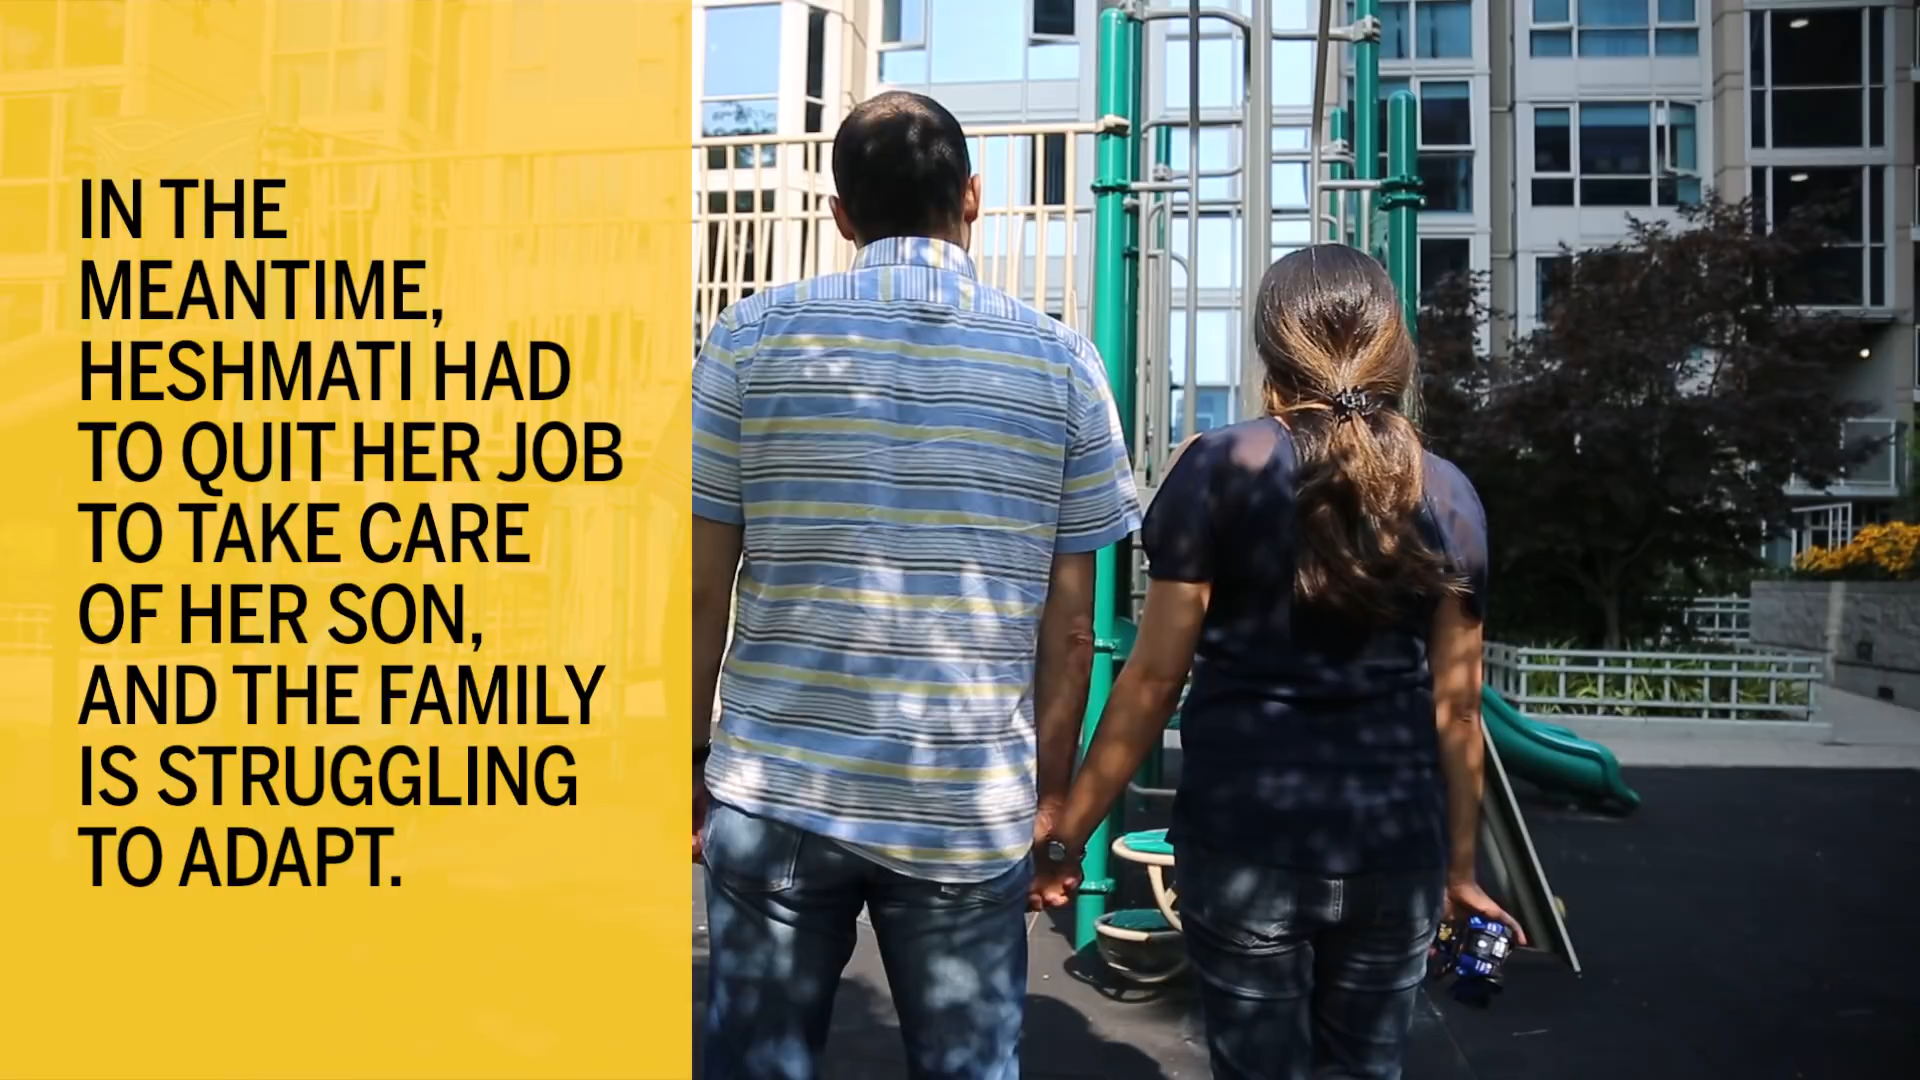 IN THE
MEANTIME,
HESHMATI HAD
TO QUIT HER JOB
TO TAKE CARE
OF HER SON,
AND THE FAMILY
IS STRUGGLING
TO ADAPT.